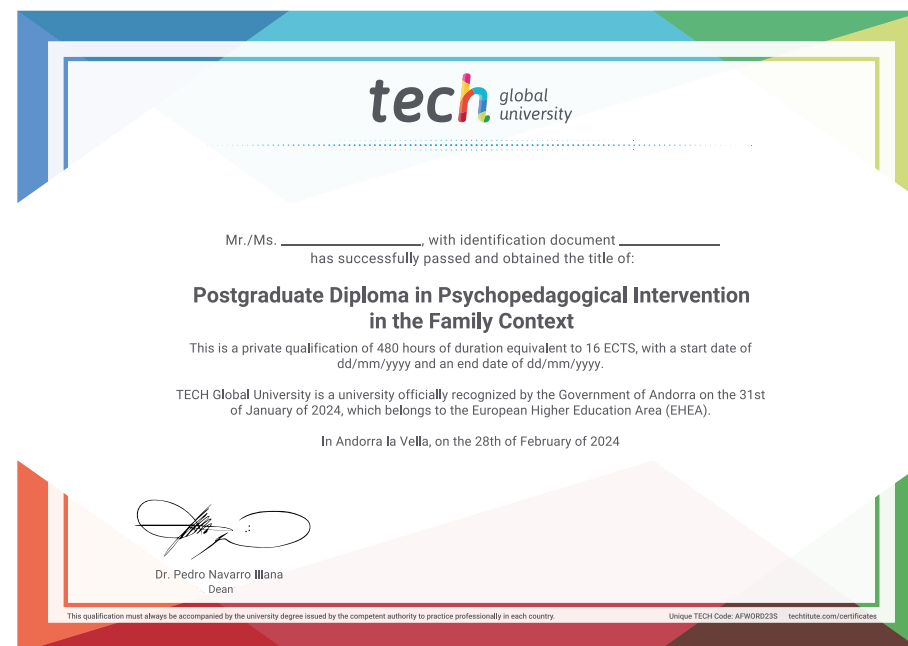 tech global university
Mr./Ms. ____________________, with identification document ______________
has successfully passed and obtained the title of:
Postgraduate Diploma in Psychopedagogical Intervention
in the Family Context
This is a private qualification of 480 hours of duration equivalent to 16 ECTS, with a start date of
dd/mm/yyyy and an end date of dd/mm/yyyy.
TECH Global University is a university officially recognized by the Government of Andorra on the 31st
of January of 2024, which belongs to the European Higher Education Area (EHEA).
In Andorra la Vella, on the 28th of February of 2024
Dr. Pedro Navarro Illana
Dean
This qualification must always be accompanied by the university degree issued by the competent authority to practice professionally in each country.
Unique TECH Code: AFWORD23S techtitute.com/certificates